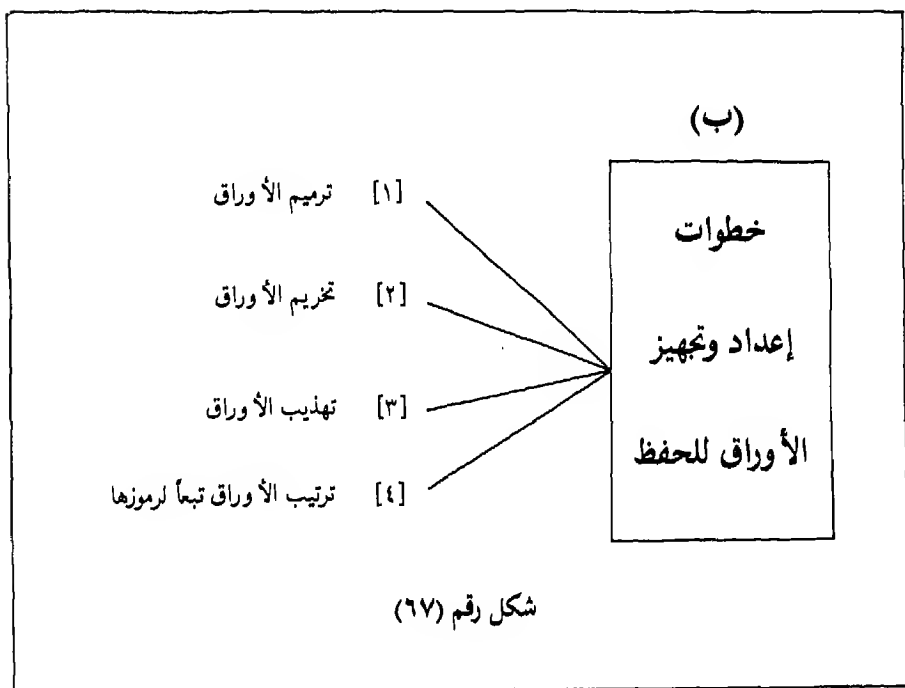 (ب)
خطوات
إعداد وتجهيز
الأوراق للحفظ
[١] ترميم الأوراق
[٢] تخريم الأوراق
[٣] تهذيب الأوراق
[٤] ترتيب الأوراق تبعاً لرموزها
شكل رقم (٦٧)